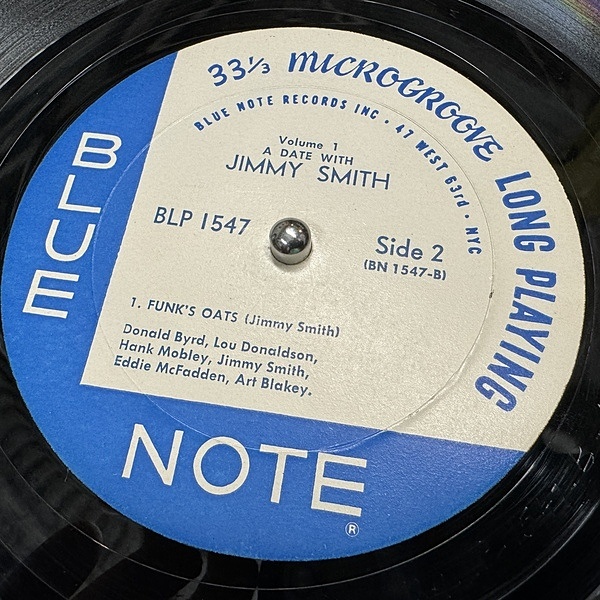 33⅓ MICROGROOVE LONG PLAYING
BLUE NOTE RECORDS INC • 47 WEST 63rd • NYC
Volume 1
A DATE WITH
JIMMY SMITH
BLP 1547
Side 2
(BN 1547-B)
1. FUNK'S OATS (Jimmy Smith)
Donald Byrd, Lou Donaldson,
Hank Mobley, Jimmy Smith,
Eddie McFadden, Art Blakey.
BLUE
NOTE
®